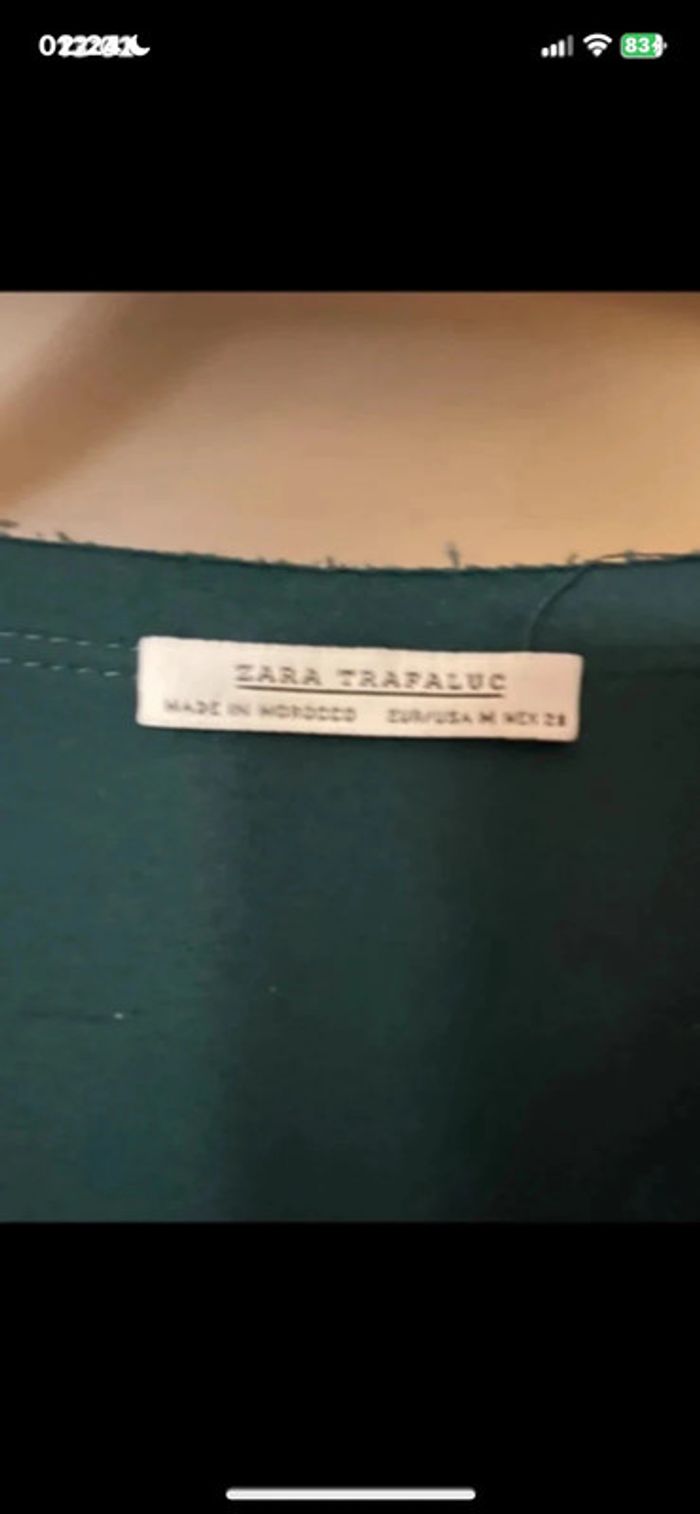 83
ZARA TRAFALUC
MADE IN MOROCCO EUR/USA M MEX 28